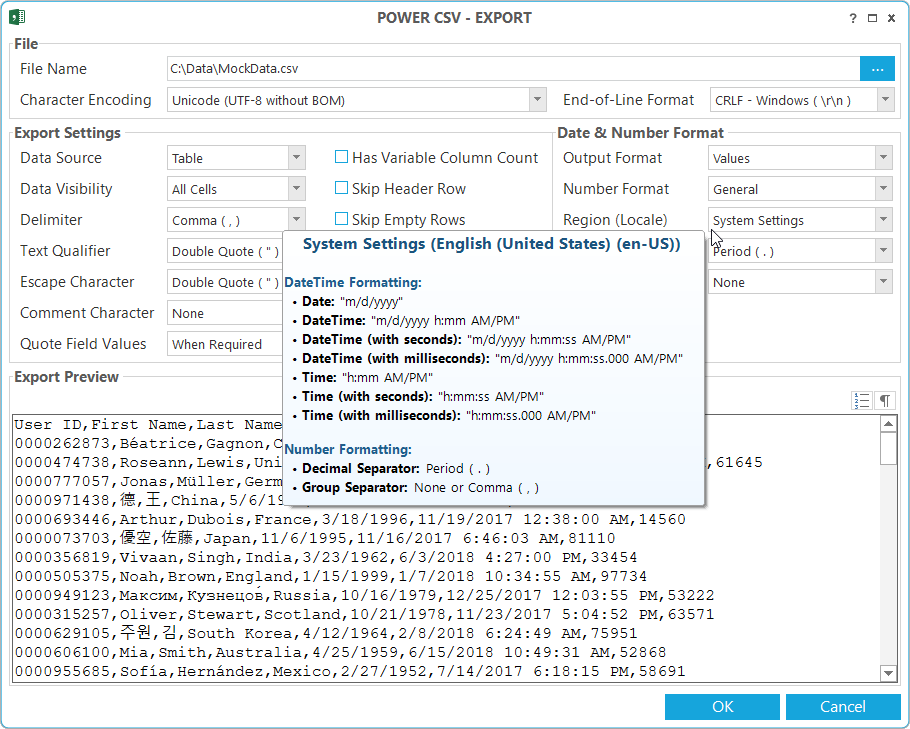 POWER CSV - EXPORT
?
File
File Name C:\Data\MockData.csv ...
Character Encoding Unicode (UTF-8 without BOM) End-of-Line Format CRLF - Windows ( \r\n )
Export Settings Date & Number Format
Data Source Table Has Variable Column Count Output Format Values
Data Visibility All Cells Skip Header Row Number Format General
Delimiter Comma ( , ) Skip Empty Rows Region (Locale) System Settings
Text Qualifier Double Quote ( " ) Period ( . )
Escape Character Double Quote ( " ) None
Comment Character None
Quote Field Values When Required
System Settings (English (United States) (en-US))
DateTime Formatting:
• Date: "m/d/yyyy"
• DateTime: "m/d/yyyy h:mm AM/PM"
• DateTime (with seconds): "m/d/yyyy h:mm:ss AM/PM"
• DateTime (with milliseconds): "m/d/yyyy h:mm:ss.000 AM/PM"
• Time: "h:mm AM/PM"
• Time (with seconds): "h:mm:ss AM/PM"
• Time (with milliseconds): "h:mm:ss.000 AM/PM"
Number Formatting:
• Decimal Separator: Period ( . )
• Group Separator: None or Comma ( , )
Export Preview
¶
User ID,First Name,Last Name
0000262873,Béatrice,Gagnon,C
0000474738,Roseann,Lewis,Uni ,61645
0000777057,Jonas,Müller,Germ
0000971438,德,王,China,5/6/19
0000693446,Arthur,Dubois,France,3/18/1996,11/19/2017 12:38:00 AM,14560
0000073703,優空,佐藤,Japan,11/6/1995,11/16/2017 6:46:03 AM,81110
0000356819,Vivaan,Singh,India,3/23/1962,6/3/2018 4:27:00 PM,33454
0000505375,Noah,Brown,England,1/15/1999,1/7/2018 10:34:55 AM,97734
0000949123,Максим,Кузнецов,Russia,10/16/1979,12/25/2017 12:03:55 PM,53222
0000315257,Oliver,Stewart,Scotland,10/21/1978,11/23/2017 5:04:52 PM,63571
0000629105,주원,김,South Korea,4/12/1964,2/8/2018 6:24:49 AM,75951
0000606100,Mia,Smith,Australia,4/25/1959,6/15/2018 10:49:31 AM,52868
0000955685,Sofía,Hernández,Mexico,2/27/1952,7/14/2017 6:18:15 PM,58691
OK Cancel